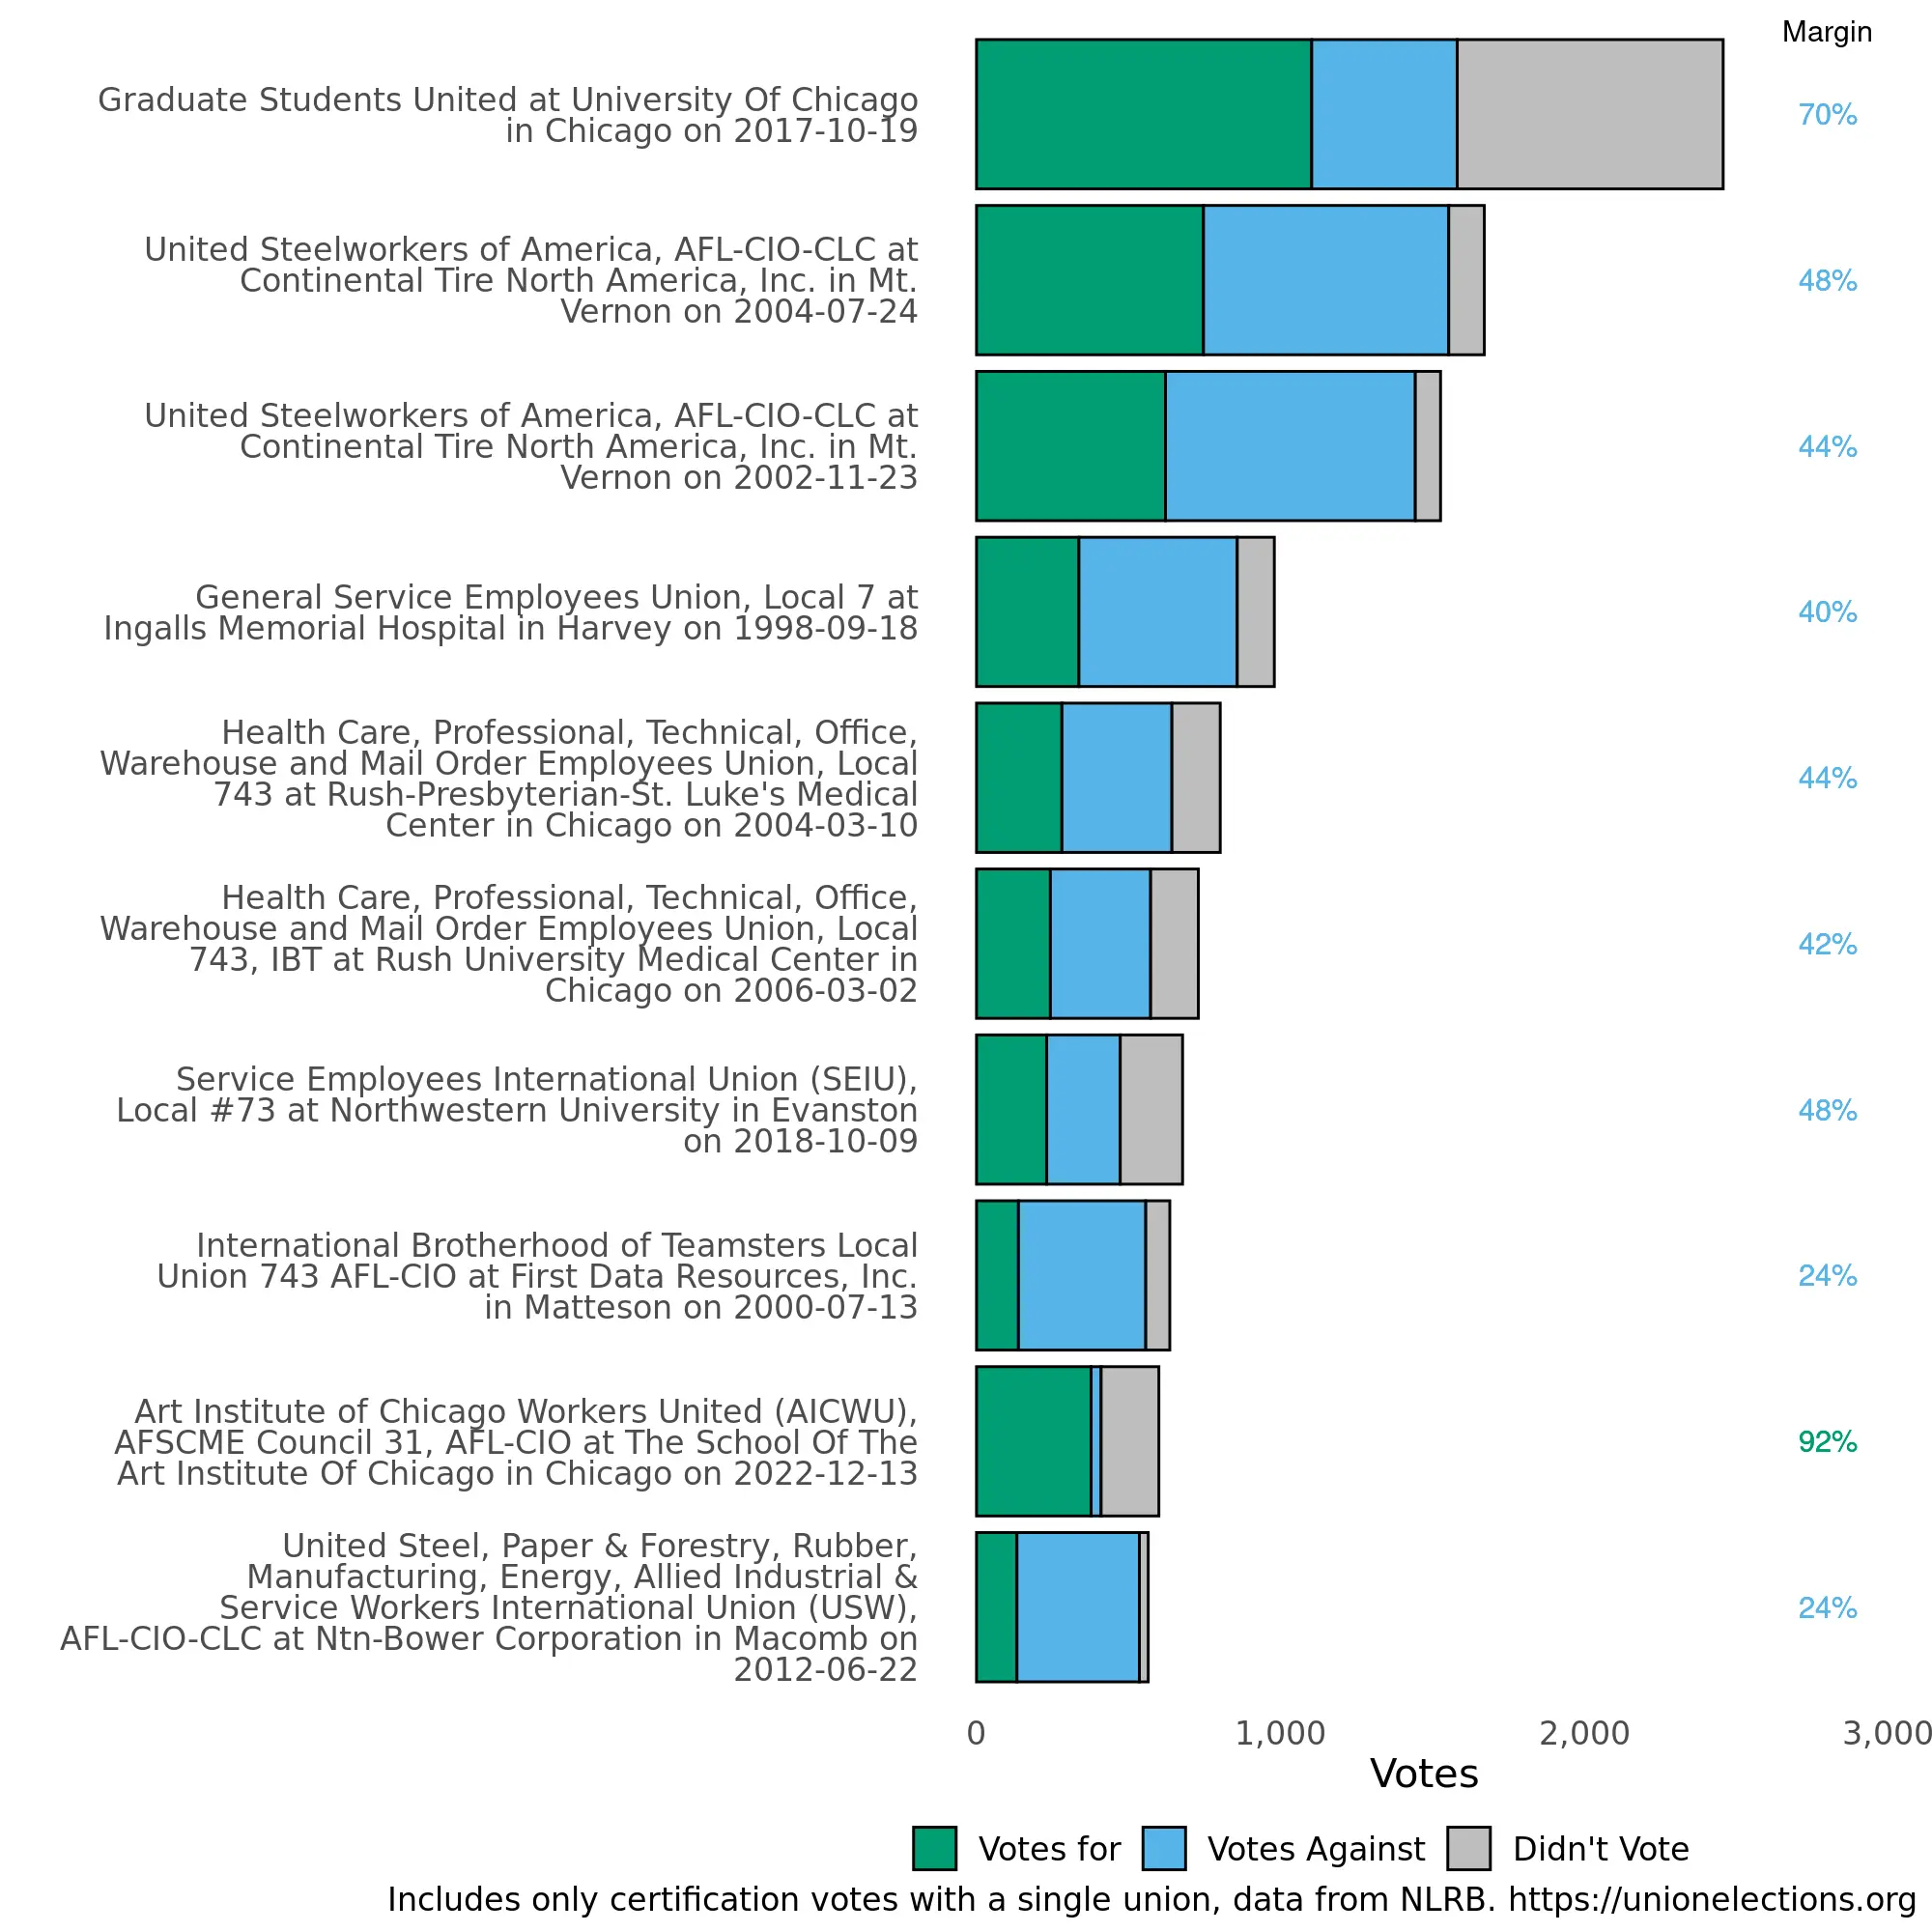 Margin
Graduate Students United at University Of Chicago
in Chicago on 2017-10-19
70%
United Steelworkers of America, AFL-CIO-CLC at
Continental Tire North America, Inc. in Mt.
Vernon on 2004-07-24
48%
United Steelworkers of America, AFL-CIO-CLC at
Continental Tire North America, Inc. in Mt.
Vernon on 2002-11-23
44%
General Service Employees Union, Local 7 at
Ingalls Memorial Hospital in Harvey on 1998-09-18
40%
Health Care, Professional, Technical, Office,
Warehouse and Mail Order Employees Union, Local
743 at Rush-Presbyterian-St. Luke's Medical
Center in Chicago on 2004-03-10
44%
Health Care, Professional, Technical, Office,
Warehouse and Mail Order Employees Union, Local
743, IBT at Rush University Medical Center in
Chicago on 2006-03-02
42%
Service Employees International Union (SEIU),
Local #73 at Northwestern University in Evanston
on 2018-10-09
48%
International Brotherhood of Teamsters Local
Union 743 AFL-CIO at First Data Resources, Inc.
in Matteson on 2000-07-13
24%
Art Institute of Chicago Workers United (AICWU),
AFSCME Council 31, AFL-CIO at The School Of The
Art Institute Of Chicago in Chicago on 2022-12-13
92%
United Steel, Paper & Forestry, Rubber,
Manufacturing, Energy, Allied Industrial &
Service Workers International Union (USW),
AFL-CIO-CLC at Ntn-Bower Corporation in Macomb on
2012-06-22
24%
0 1,000 2,000 3,000
Votes
Votes for Votes Against Didn't Vote
Includes only certification votes with a single union, data from NLRB. https://unionelections.org